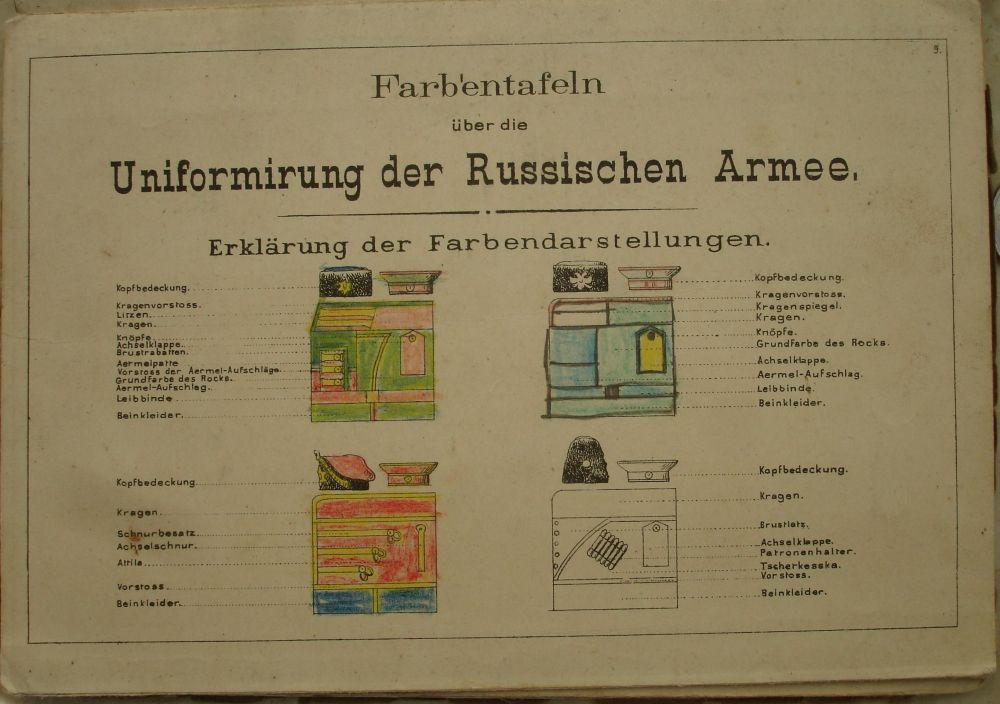 3.
Farbentafeln
über die
Uniformirung der Russischen Armee.
Erklärung der Farbendarstellungen.
Kopfbedeckung.
Kragenvorstoss.
Litzen.
Kragen.
Knöpfe.
Achselklappe.
Brustrabatten.
Aermelpatte
Vorstoss der Aermel-Aufschläge.
Grundfarbe des Rocks.
Aermel-Aufschlag.
Leibbinde.
Beinkleider.
Kopfbedeckung.
Kragenvorstoss.
Kragenspiegel.
Kragen.
Knöpfe.
Grundfarbe des Rocks.
Achselklappe.
Aermel-Aufschlag.
Leibbinde.
Beinkleider.
Kopfbedeckung
Kragen.
Schnurbesatz.
Achselschnur.
Attila.
Vorstoss.
Beinkleider.
Kopfbedeckung.
Kragen.
Brustlatz.
Achselklappe.
Patronenhalter.
Tscherkesska.
Vorstoss.
Beinkleider.